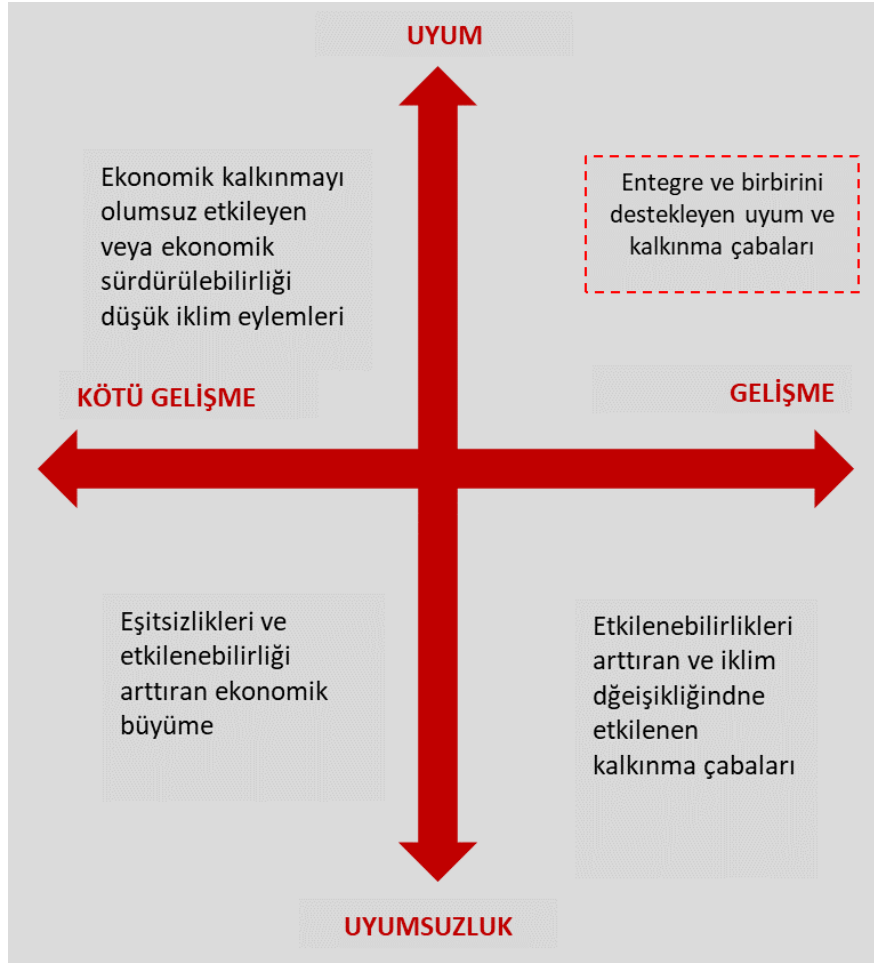 UYUM
Ekonomik kalkınmayı
olumsuz etkileyen
veya ekonomik
sürdürülebilirliği
düşük iklim eylemleri
Entegre ve birbirini
destekleyen uyum ve
kalkınma çabaları
KÖTÜ GELİŞME
GELİŞME
Eşitsizlikleri ve
etkilenebilirliği
arttıran ekonomik
büyüme
Etkilenebilirlikleri
arttıran ve iklim
dğeişikliğindne
etkilenen
kalkınma çabaları
UYUMSUZLUK